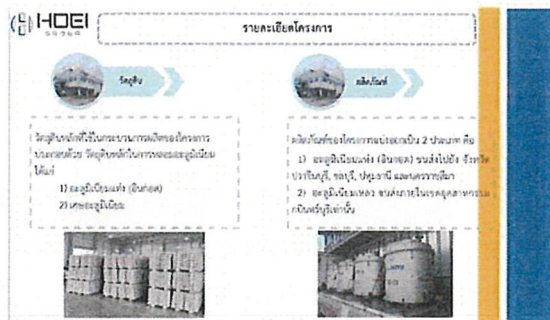 HOEI
GROUP
รายละเอียดโครงการ
วัตถุดิบ
ผลิตภัณฑ์
วัตถุดิบหลักที่ใช้ในกระบวนการผลิตของโครงการ
ประกอบด้วย วัตถุดิบหลักในการหลอมอะลูมิเนียม
ได้แก่
1) อะลูมิเนียมแท่ง (อินกอต)
2) เศษอะลูมิเนียม
ผลิตภัณฑ์ของโครงการแบ่งออกเป็น 2 ประเภท คือ
1) อะลูมิเนียมแท่ง (อินกอต) ขนส่งไปยัง จังหวัด
ปราจีนบุรี, ชลบุรี, ปทุมธานี และนครราชสีมา
2) อะลูมิเนียมเหลว ขนส่งภายในเขตอุตสาหกรรม
กบินทร์บุรีเท่านั้น